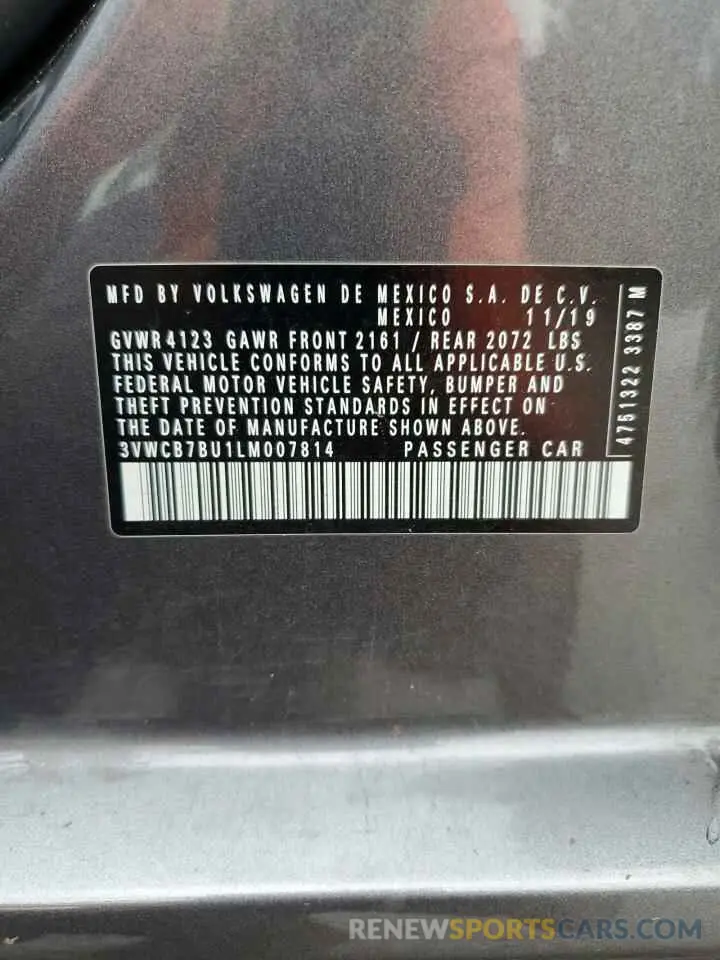 MFD BY VOLKSWAGEN DE MEXICO S.A. DE C.V.
MEXICO 11/19
GVWR 4123 GAWR FRONT 2161 / REAR 2072 LBS
THIS VEHICLE CONFORMS TO ALL APPLICABLE U.S.
FEDERAL MOTOR VEHICLE SAFETY, BUMPER AND
THEFT PREVENTION STANDARDS IN EFFECT ON
THE DATE OF MANUFACTURE SHOWN ABOVE.
3VWCB7BU1LM007814 PASSENGER CAR
4751322 3387 M
RENEWSPORTSCARS.COM